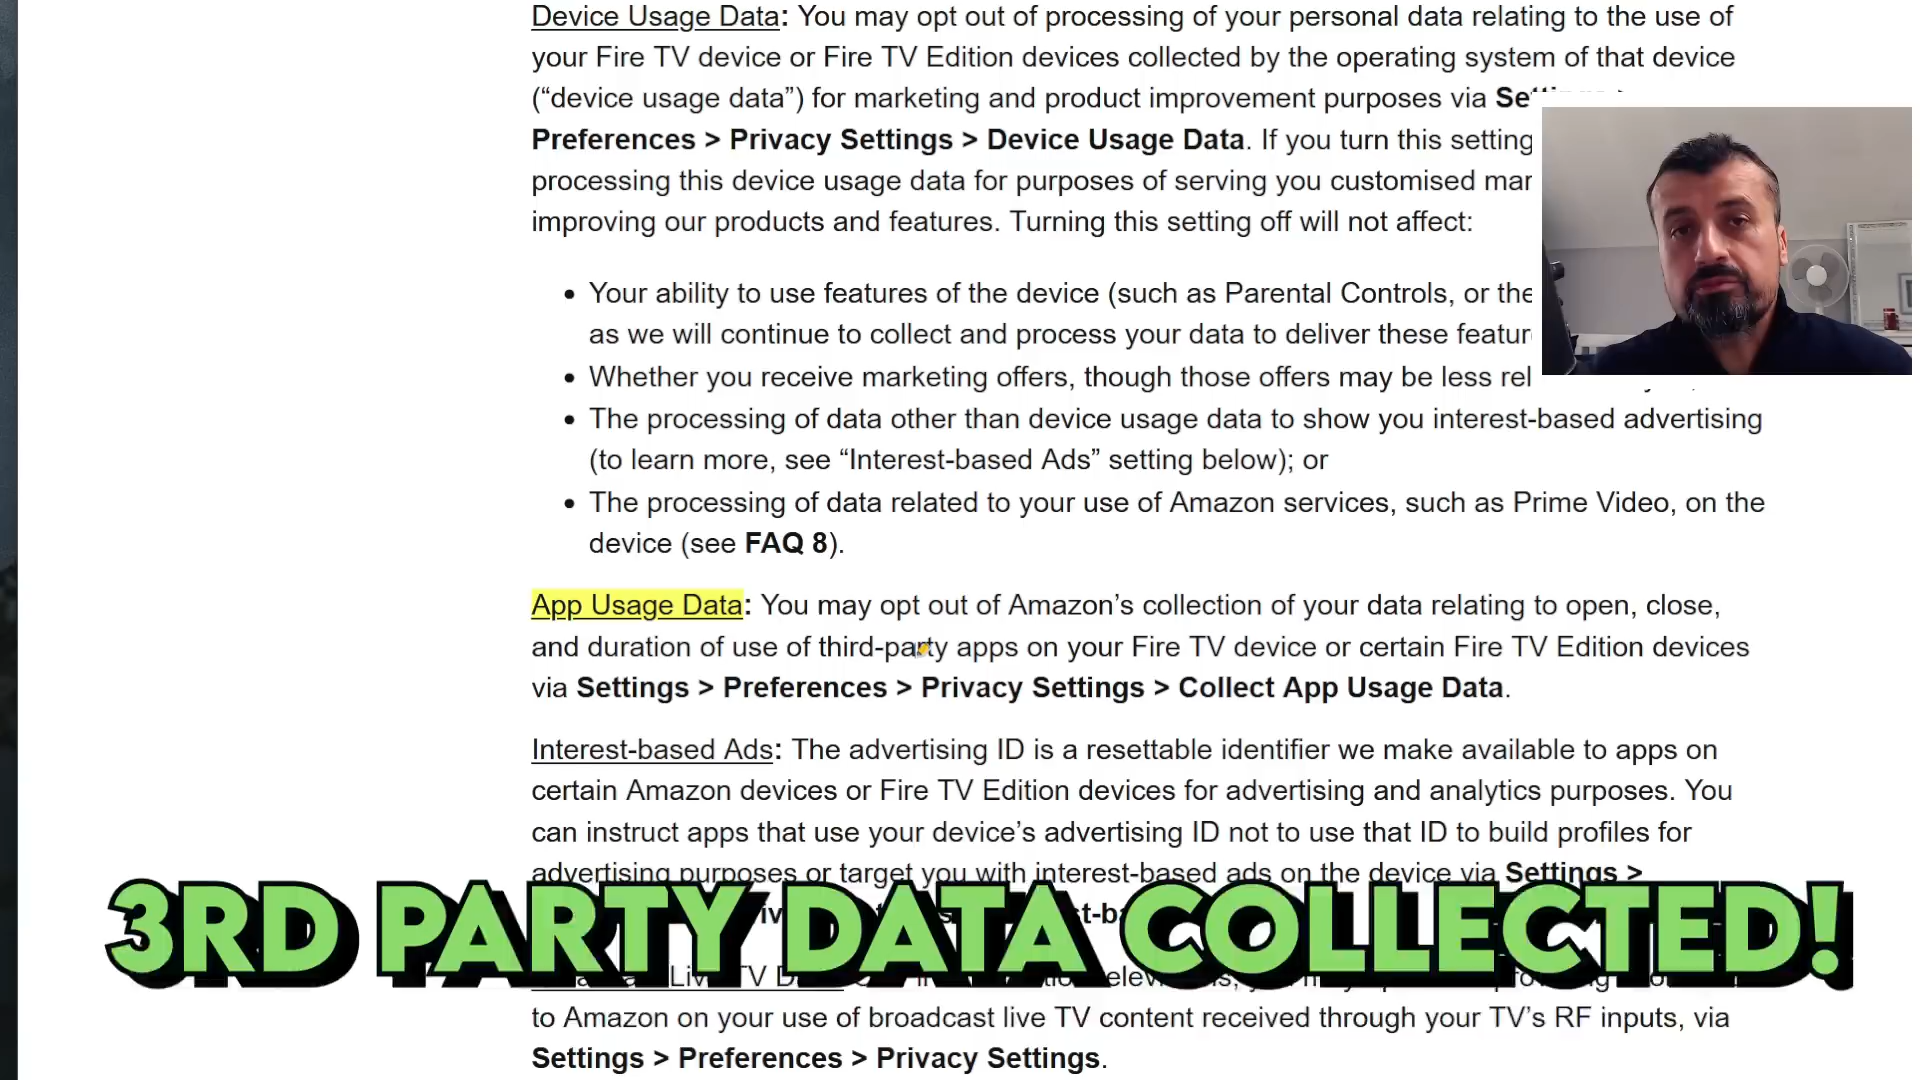 Device Usage Data: You may opt out of processing of your personal data relating to the use of
your Fire TV device or Fire TV Edition devices collected by the operating system of that device
(“device usage data”) for marketing and product improvement purposes via Settings >
Preferences > Privacy Settings > Device Usage Data. If you turn this setting
processing this device usage data for purposes of serving you customised mar
improving our products and features. Turning this setting off will not affect:
• Your ability to use features of the device (such as Parental Controls, or the
as we will continue to collect and process your data to deliver these featur
• Whether you receive marketing offers, though those offers may be less rel
• The processing of data other than device usage data to show you interest-based advertising
(to learn more, see “Interest-based Ads” setting below); or
• The processing of data related to your use of Amazon services, such as Prime Video, on the
device (see FAQ 8).
App Usage Data: You may opt out of Amazon’s collection of your data relating to open, close,
and duration of use of third-party apps on your Fire TV device or certain Fire TV Edition devices
via Settings > Preferences > Privacy Settings > Collect App Usage Data.
Interest-based Ads: The advertising ID is a resettable identifier we make available to apps on
certain Amazon devices or Fire TV Edition devices for advertising and analytics purposes. You
can instruct apps that use your device’s advertising ID not to use that ID to build profiles for
advertising purposes or target you with interest-based ads on the device via Settings >
3RD PARTY DATA COLLECTED!
to Amazon on your use of broadcast live TV content received through your TV’s RF inputs, via
Settings > Preferences > Privacy Settings.